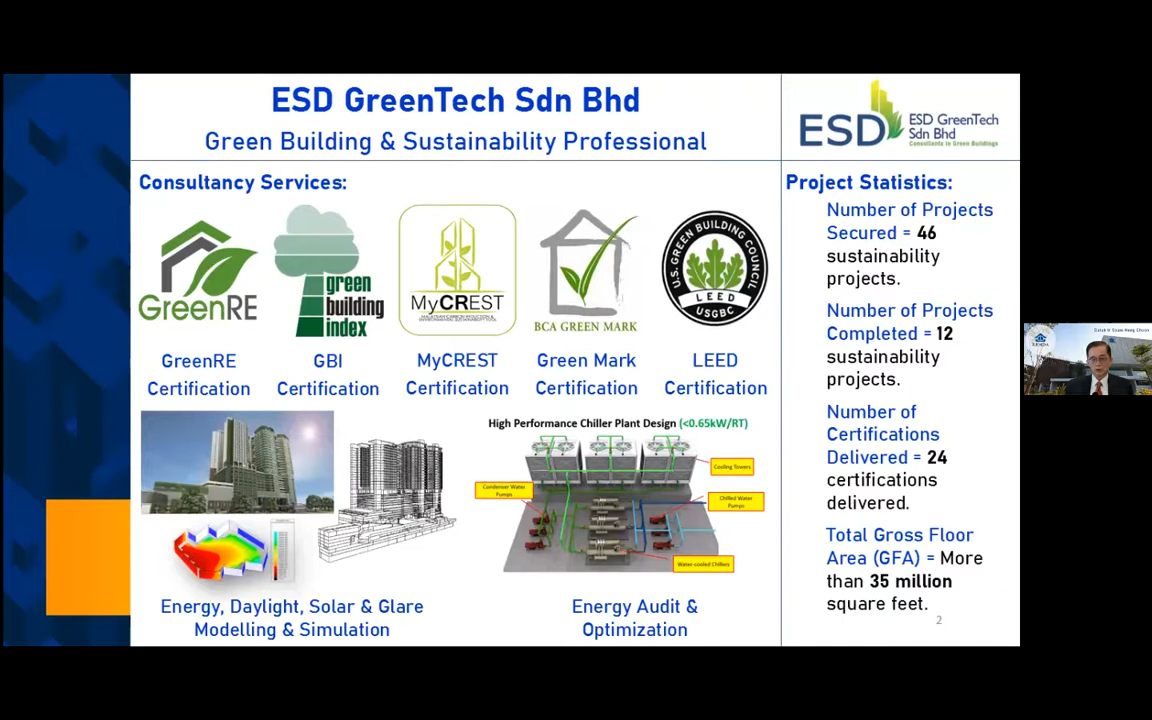 ESD GreenTech Sdn Bhd
Green Building & Sustainability Professional
ESD
ESD GreenTech
Sdn Bhd
Consultants in Green Buildings
Consultancy Services:
GreenRE
green
building
index
MyCREST
BCA GREEN MARK
U.S. GREEN BUILDING COUNCIL
LEED
USGBC
GreenRE
Certification
GBI
Certification
MyCREST
Certification
Green Mark
Certification
LEED
Certification
High Performance Chiller Plant Design (<0.65kW/RT)
Cooling Towers
Condenser Water
Pumps
Chilled Water
Pumps
Water-cooled Chillers
Energy, Daylight, Solar & Glare
Modelling & Simulation
Energy Audit &
Optimization
Project Statistics:
Number of Projects
Secured = 46
sustainability
projects.
Number of Projects
Completed = 12
sustainability
projects.
Number of
Certifications
Delivered = 24
certifications
delivered.
Total Gross Floor
Area (GFA) = More
than 35 million
square feet.
2